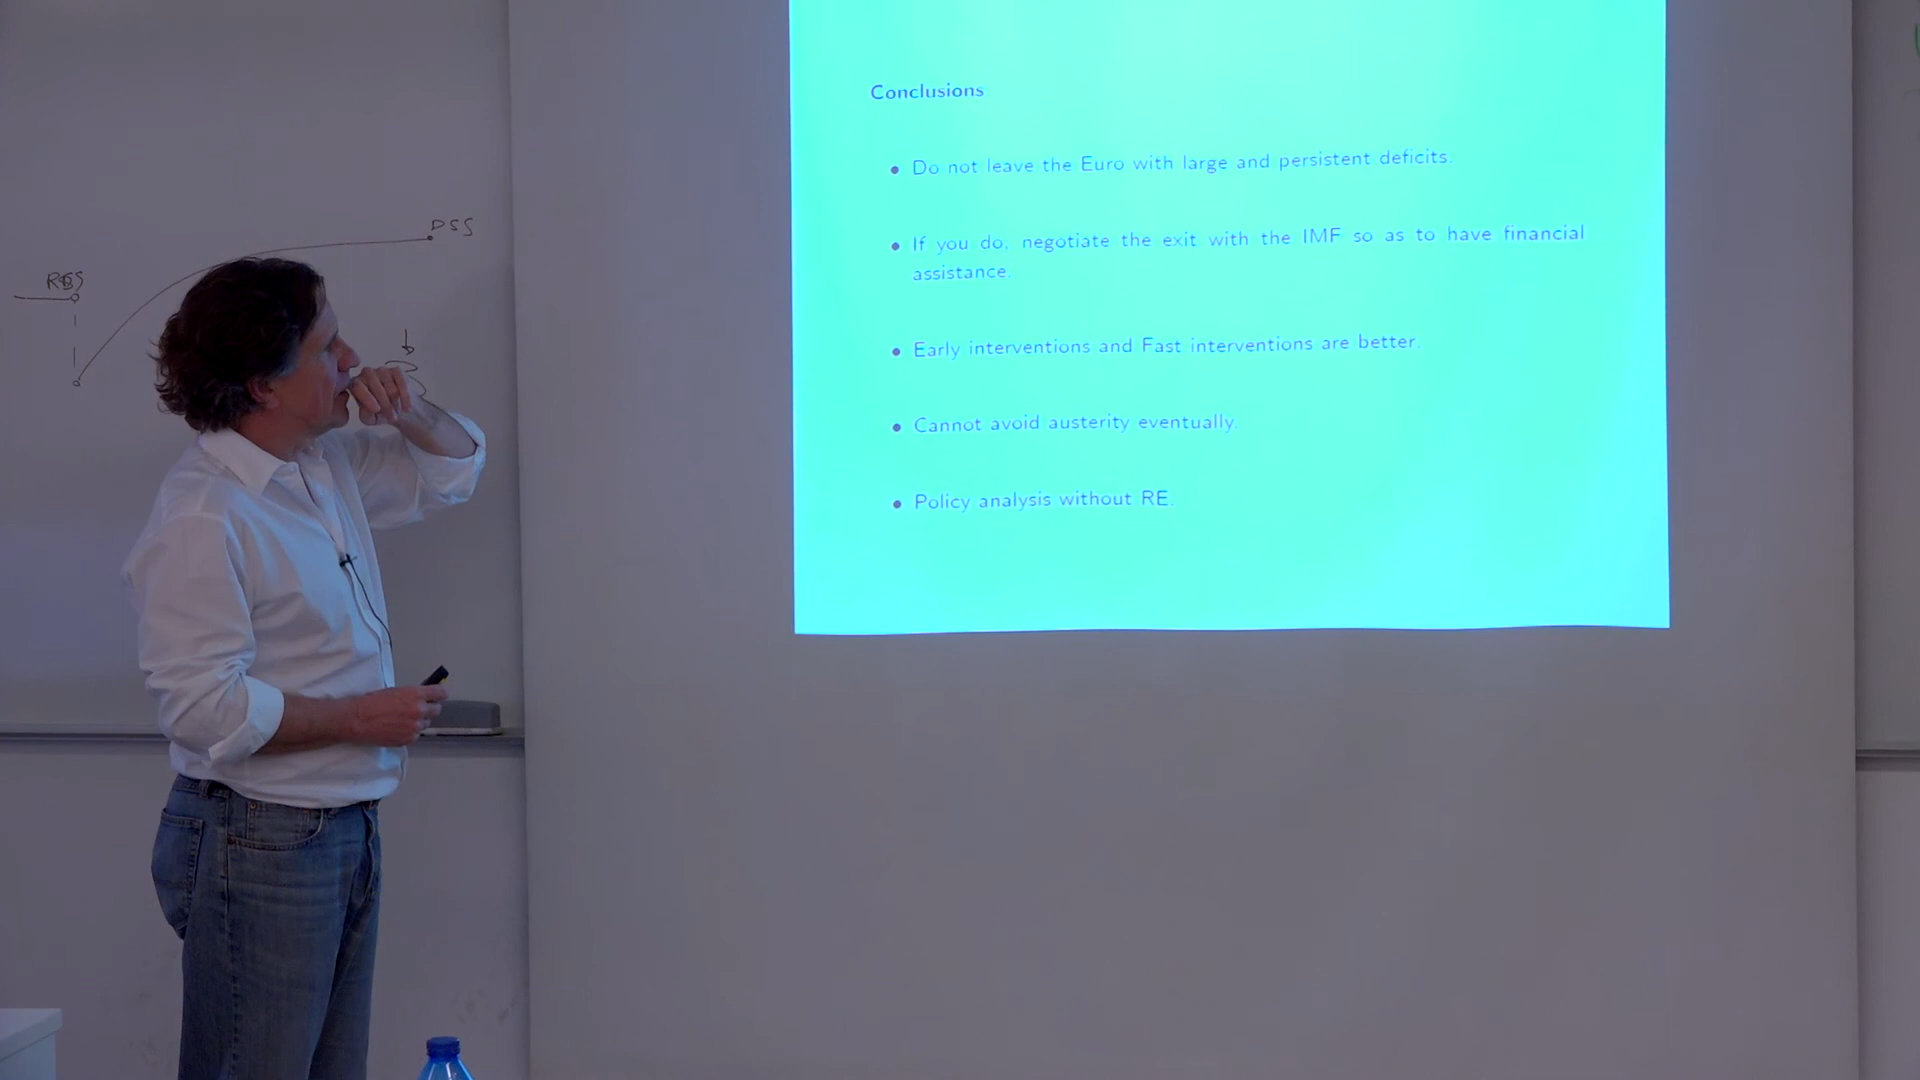 Conclusions
• Do not leave the Euro with large and persistent deficits.
• If you do, negotiate the exit with the IMF so as to have financial
assistance.
• Early interventions and Fast interventions are better.
• Cannot avoid austerity eventually.
• Policy analysis without RE.
DSS